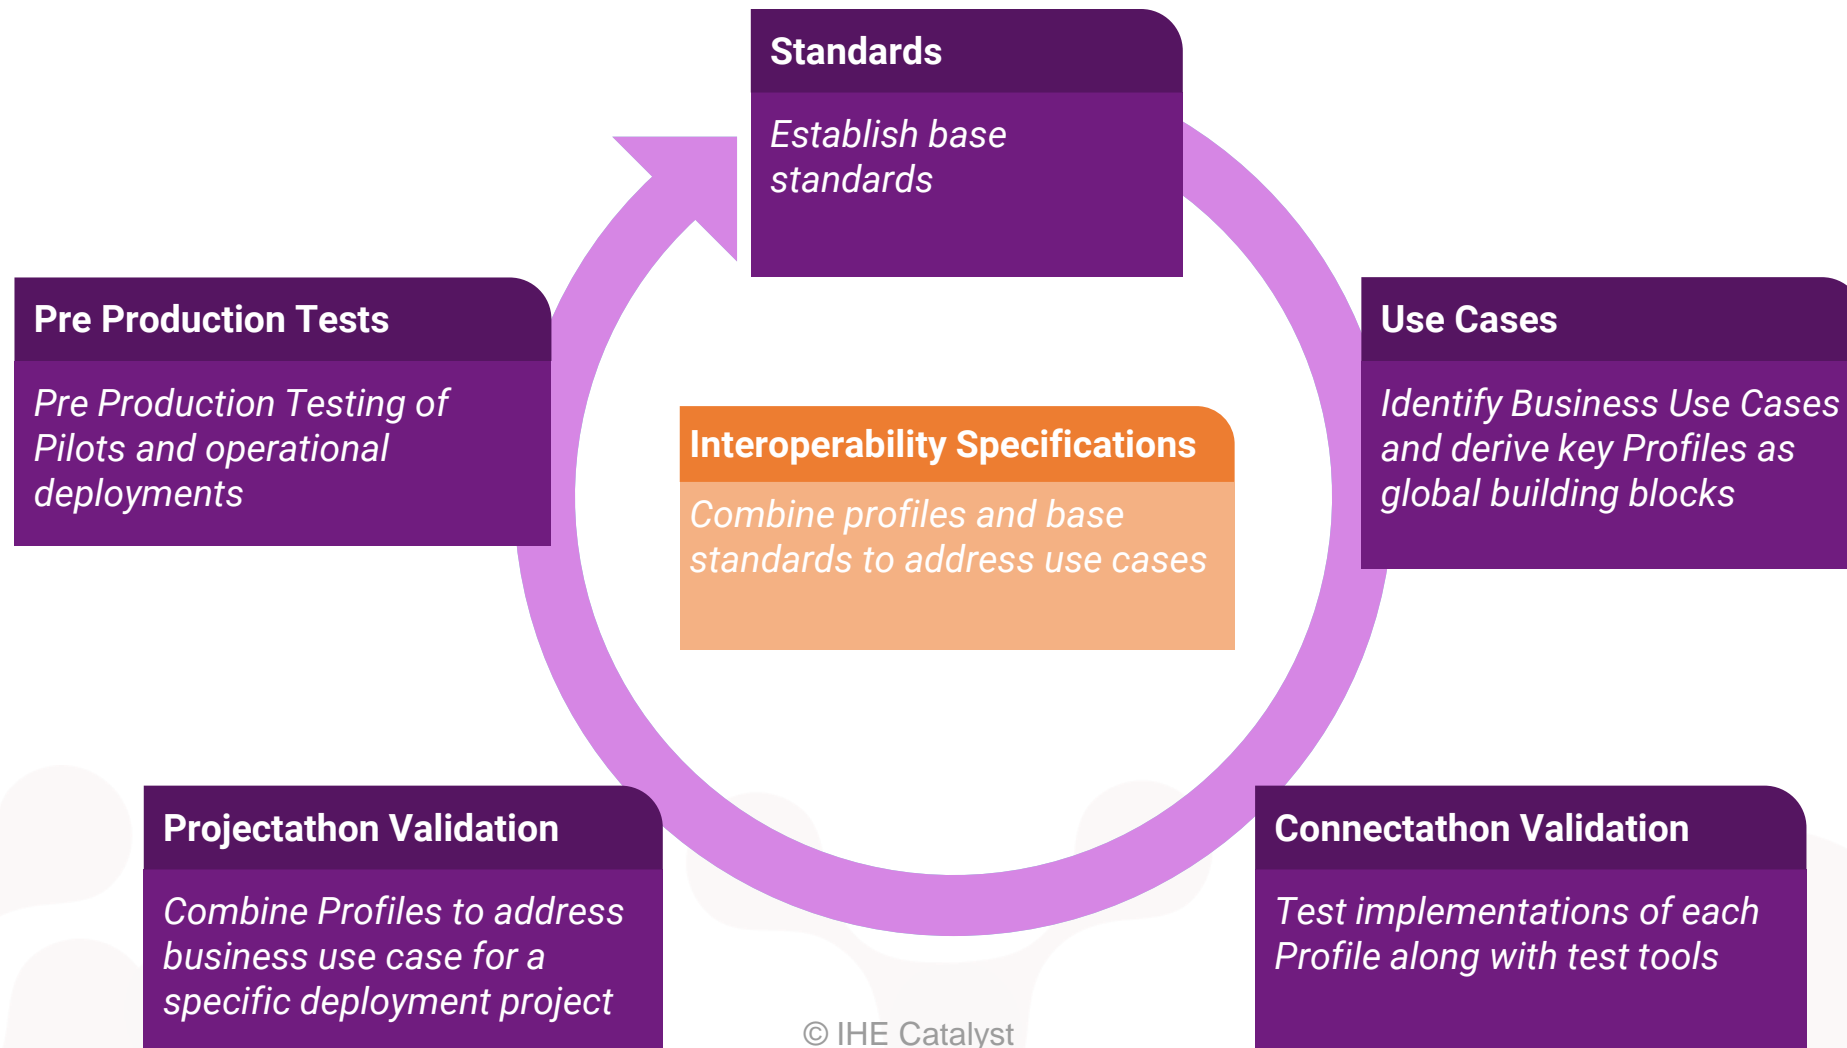 Standards
Establish base
standards
Pre Production Tests
Pre Production Testing of
Pilots and operational
deployments
Use Cases
Identify Business Use Cases
and derive key Profiles as
global building blocks
Interoperability Specifications
Combine profiles and base
standards to address use cases
Projectathon Validation
Combine Profiles to address
business use case for a
specific deployment project
Connectathon Validation
Test implementations of each
Profile along with test tools
© IHE Catalyst